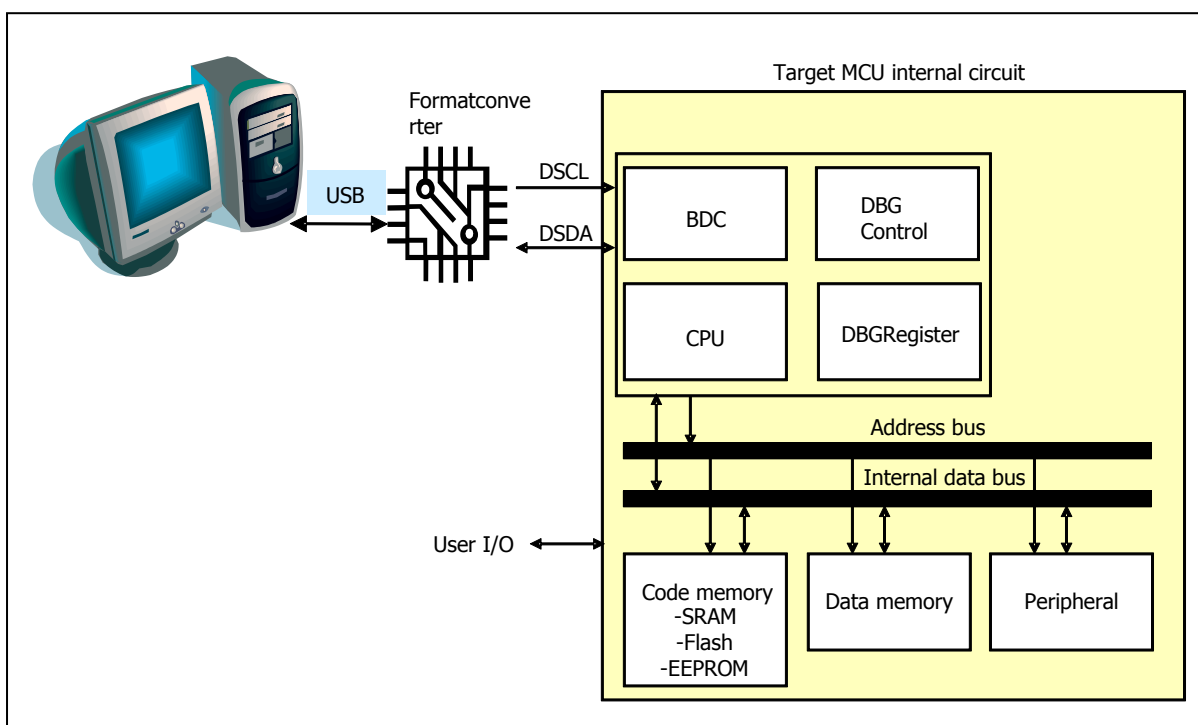 Target MCU internal circuit
Formatconve
rter
USB
DSCL
DSDA
BDC
DBG
Control
CPU
DBGRegister
Address bus
Internal data bus
User I/O
Code memory
-SRAM
-Flash
-EEPROM
Data memory
Peripheral